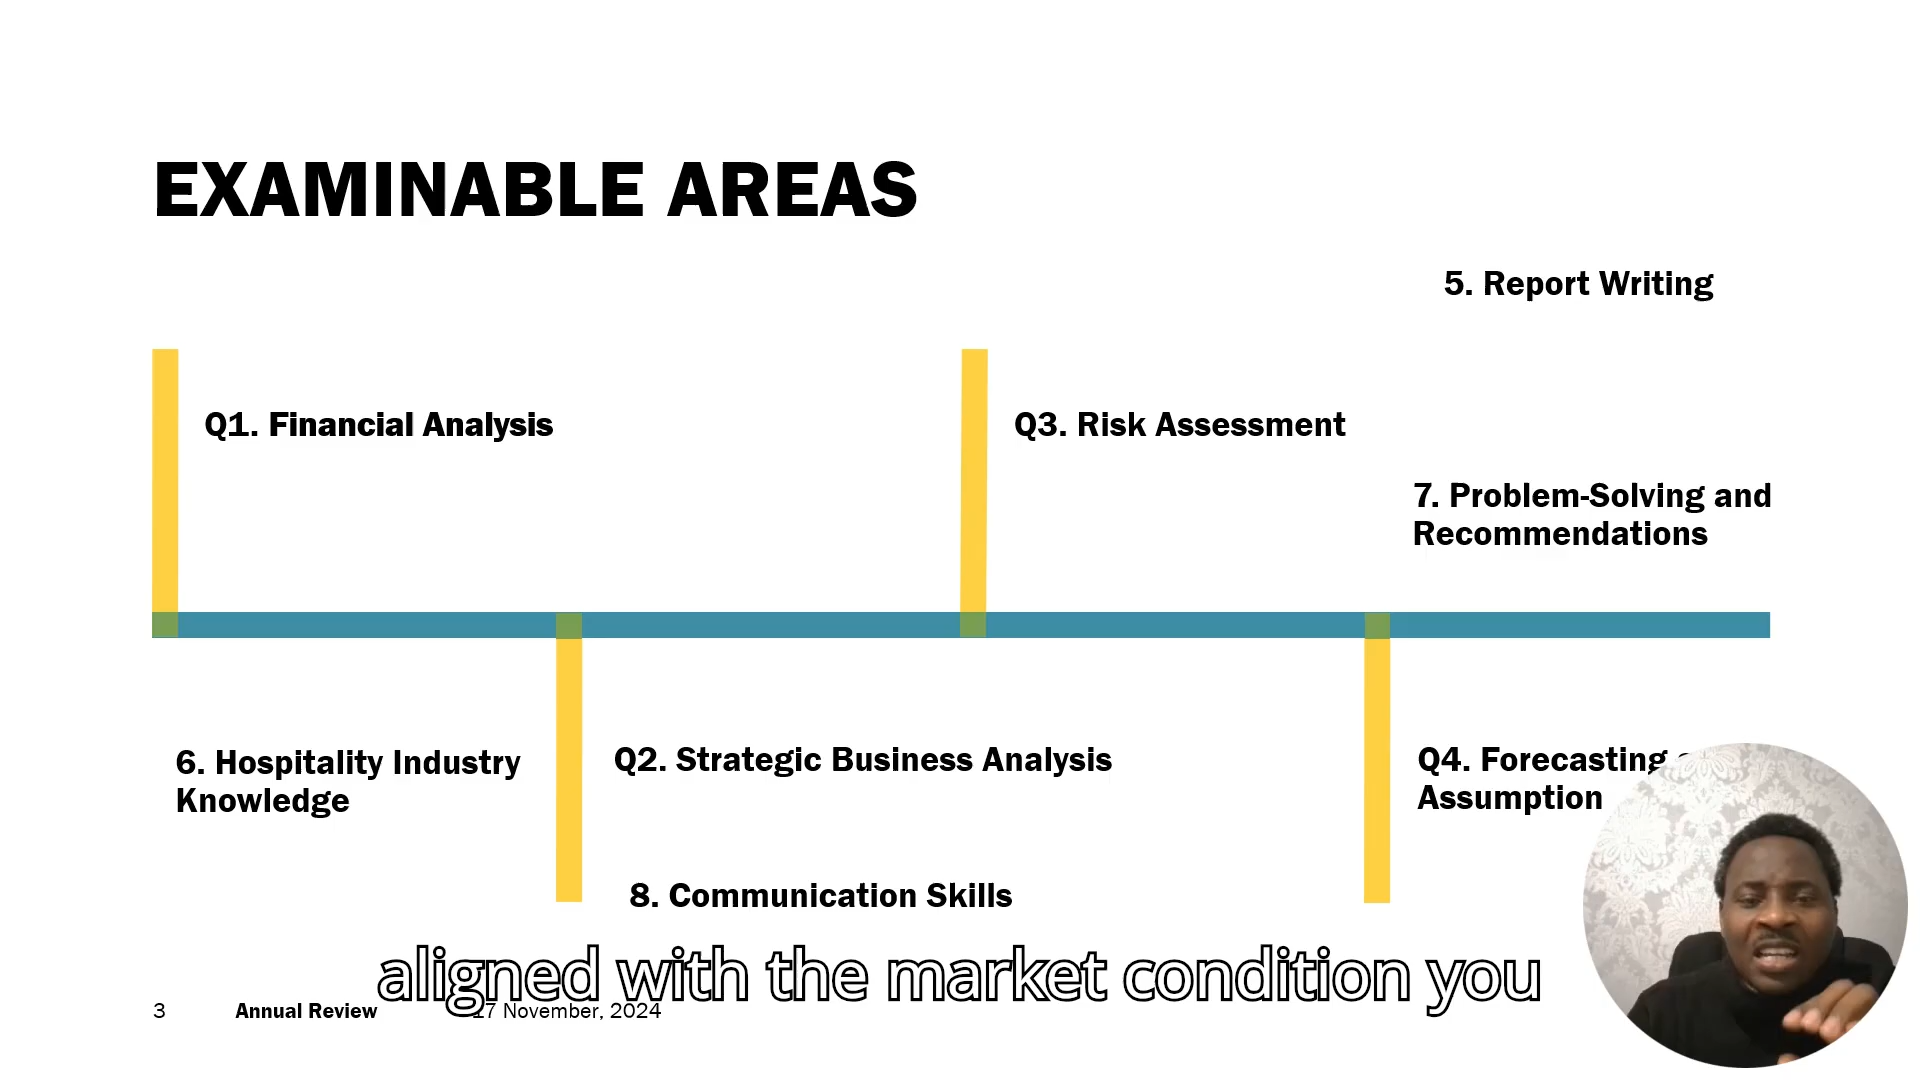 EXAMINABLE AREAS
5. Report Writing
Q1. Financial Analysis
Q3. Risk Assessment
7. Problem-Solving and
Recommendations
6. Hospitality Industry
Knowledge
Q2. Strategic Business Analysis
Q4. Forecasting
Assumption
8. Communication Skills
aligned with the market condition you
3
Annual Review
17 November, 2024